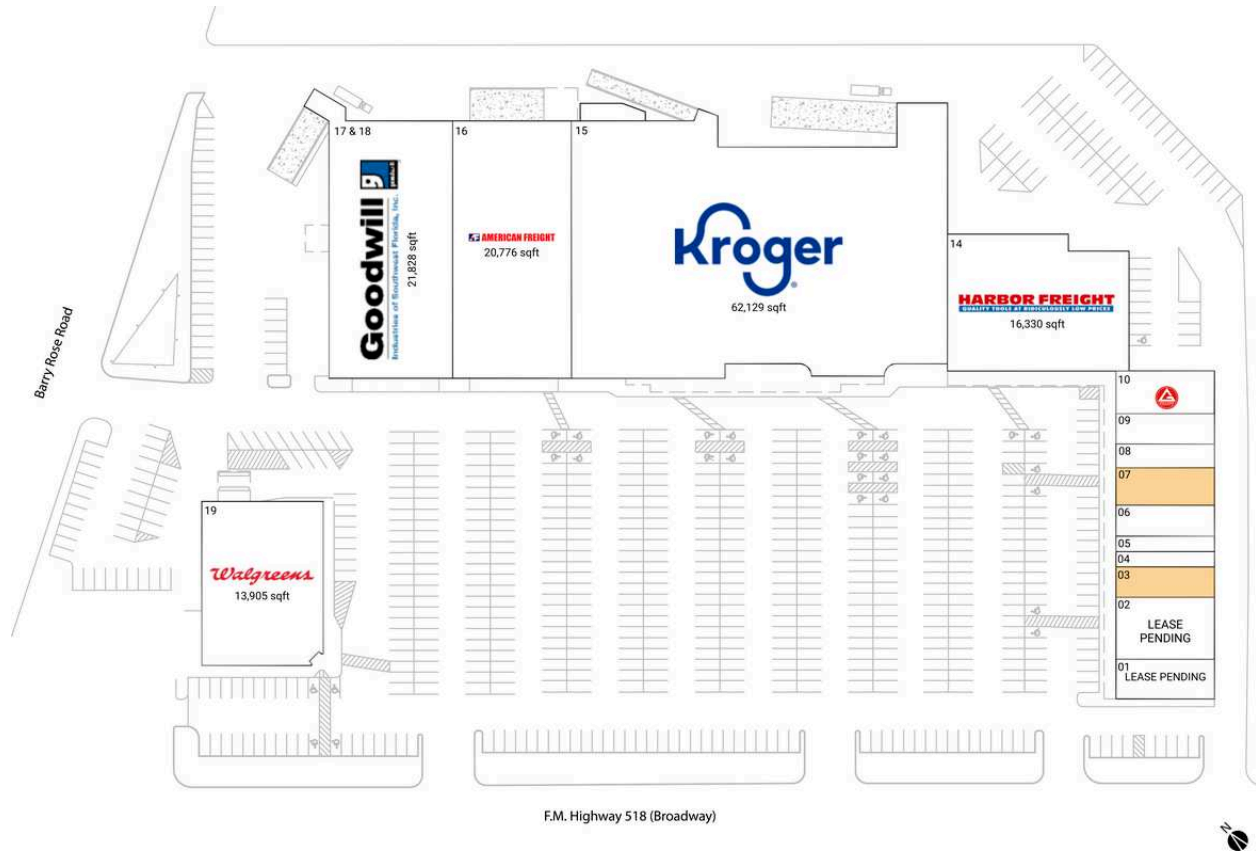 17 & 18
Goodwill
Industries of Southwest Florida, Inc.
21,828 sqft
16
AMERICAN FREIGHT
20,776 sqft
15
Kroger
62,129 sqft
14
HARBOR FREIGHT
QUALITY TOOLS AT RIDICULOUSLY LOW PRICES
16,330 sqft
Barry Rose Road
10
09
08
07
06
05
04
03
02
LEASE
PENDING
01
LEASE PENDING
19
Walgreens
13,905 sqft
F.M. Highway 518 (Broadway)
N